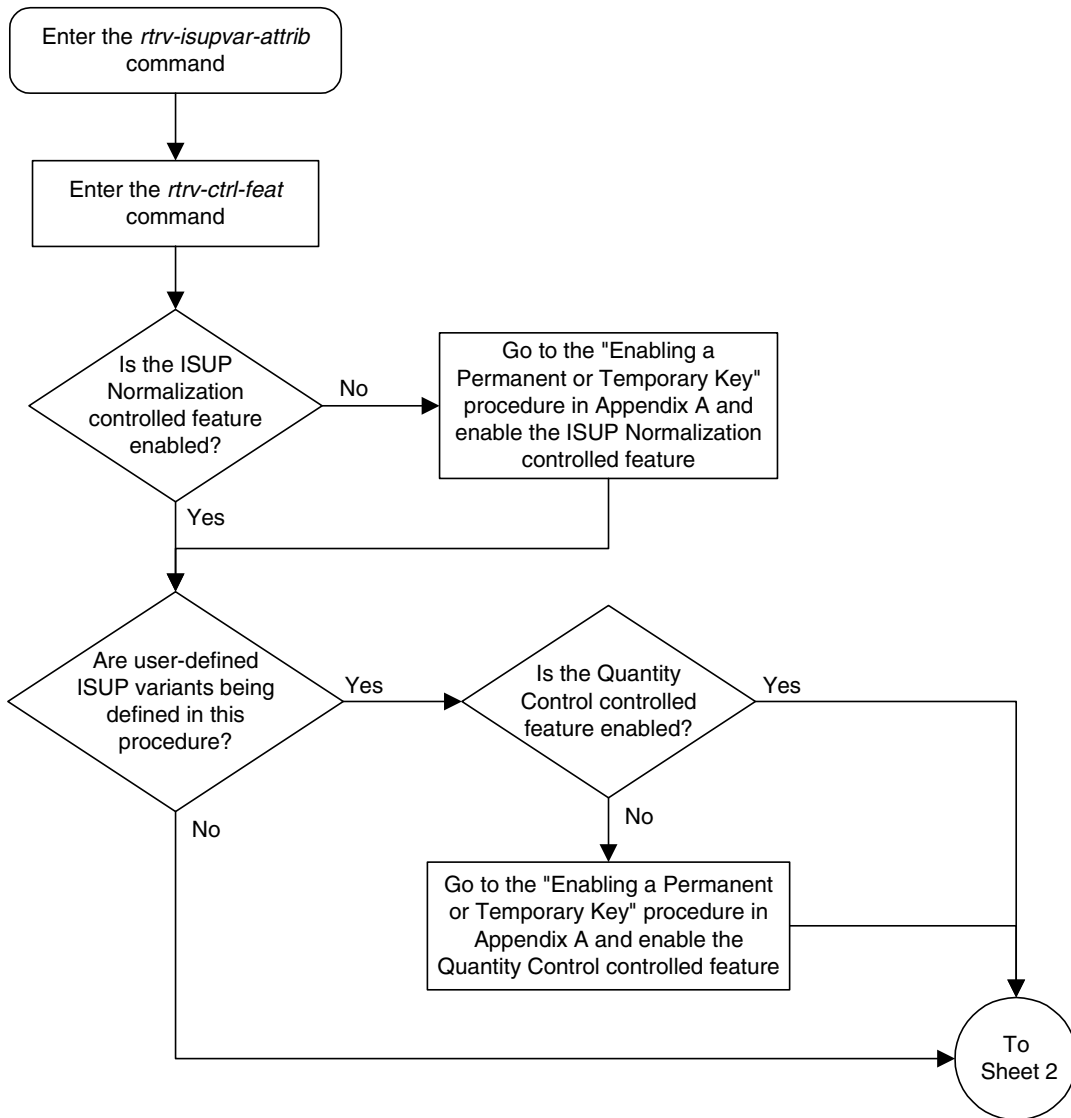 Enter the rtrv-isupvar-attrib
command
Enter the rtrv-ctrl-feat
command
Is the ISUP
Normalization
controlled feature
enabled?
No
Go to the "Enabling a
Permanent or Temporary Key"
procedure in Appendix A and
enable the ISUP Normalization
controlled feature
Yes
Are user-defined
ISUP variants being
defined in this
procedure?
Yes
Is the Quantity
Control controlled
feature enabled?
Yes
No
No
Go to the "Enabling a Permanent
or Temporary Key" procedure in
Appendix A and enable the
Quantity Control controlled feature
To
Sheet 2